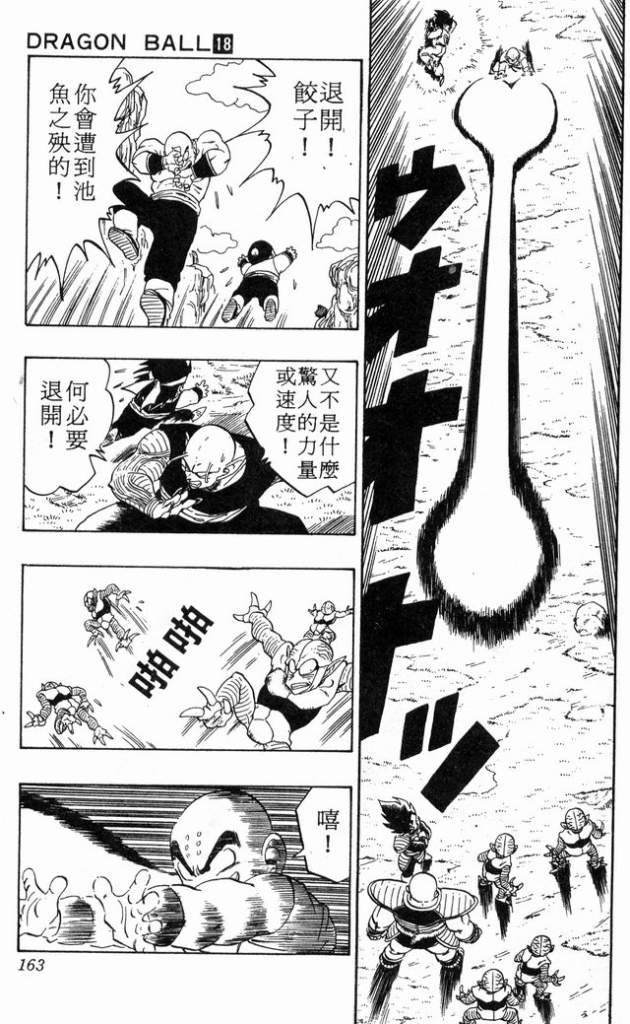 DRAGON BALL 18
ウオオオッ
退開！
餃子！
你會遭到池
魚之殃的！
又不是什麼
驚人的力量
或速度！
何必要
退開！
啪啪
嘻！
163